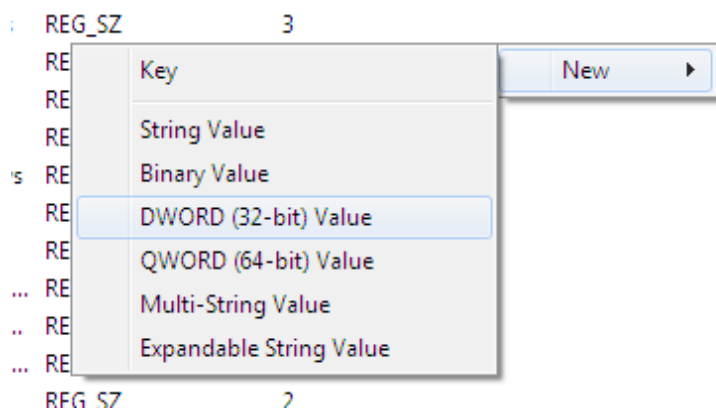 REG_SZ 3
RE
Key New
RE
RE String Value
's RE Binary Value
RE DWORD (32-bit) Value
RE QWORD (64-bit) Value
... RE Multi-String Value
.. RE
... RE Expandable String Value
REG_SZ 2